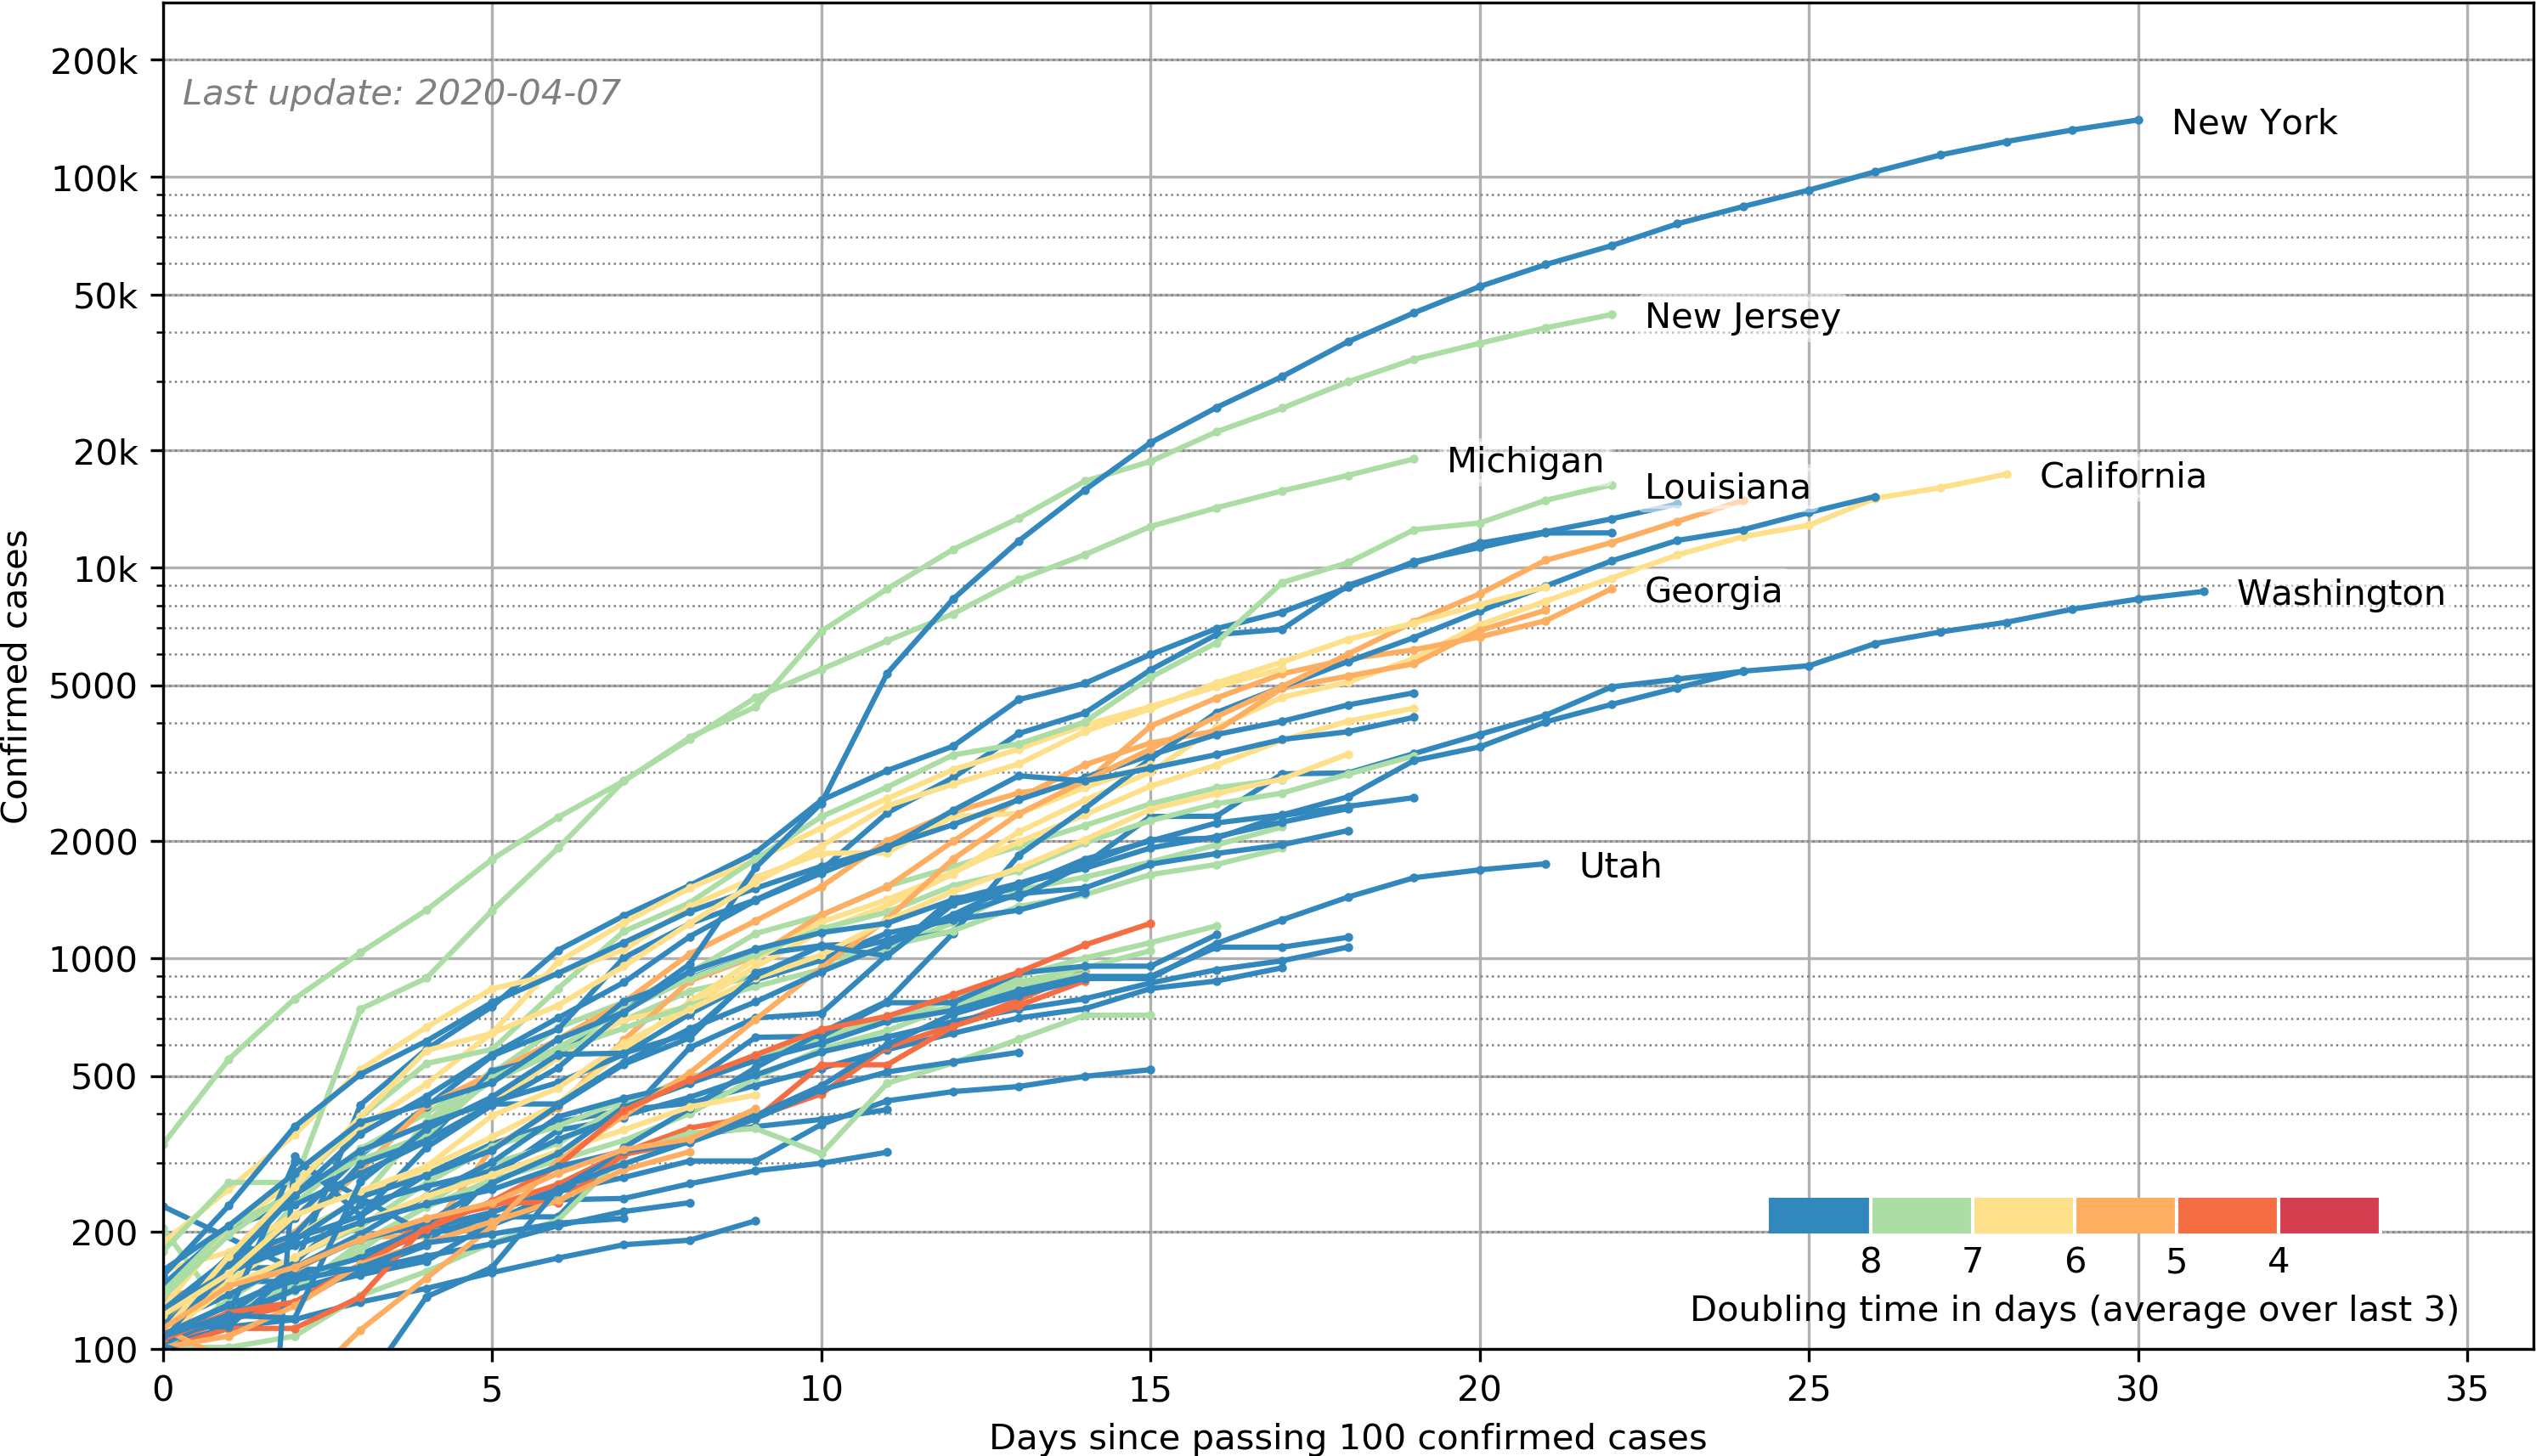 200k
Last update: 2020-04-07
New York
100k
50k
New Jersey
20k
Michigan
California
Louisiana
10k
Georgia
Washington
5000
2000
Utah
1000
500
200
8 7 6 5 4
Doubling time in days (average over last 3)
100
0 5 10 15 20 25 30 35
Days since passing 100 confirmed cases
Confirmed cases